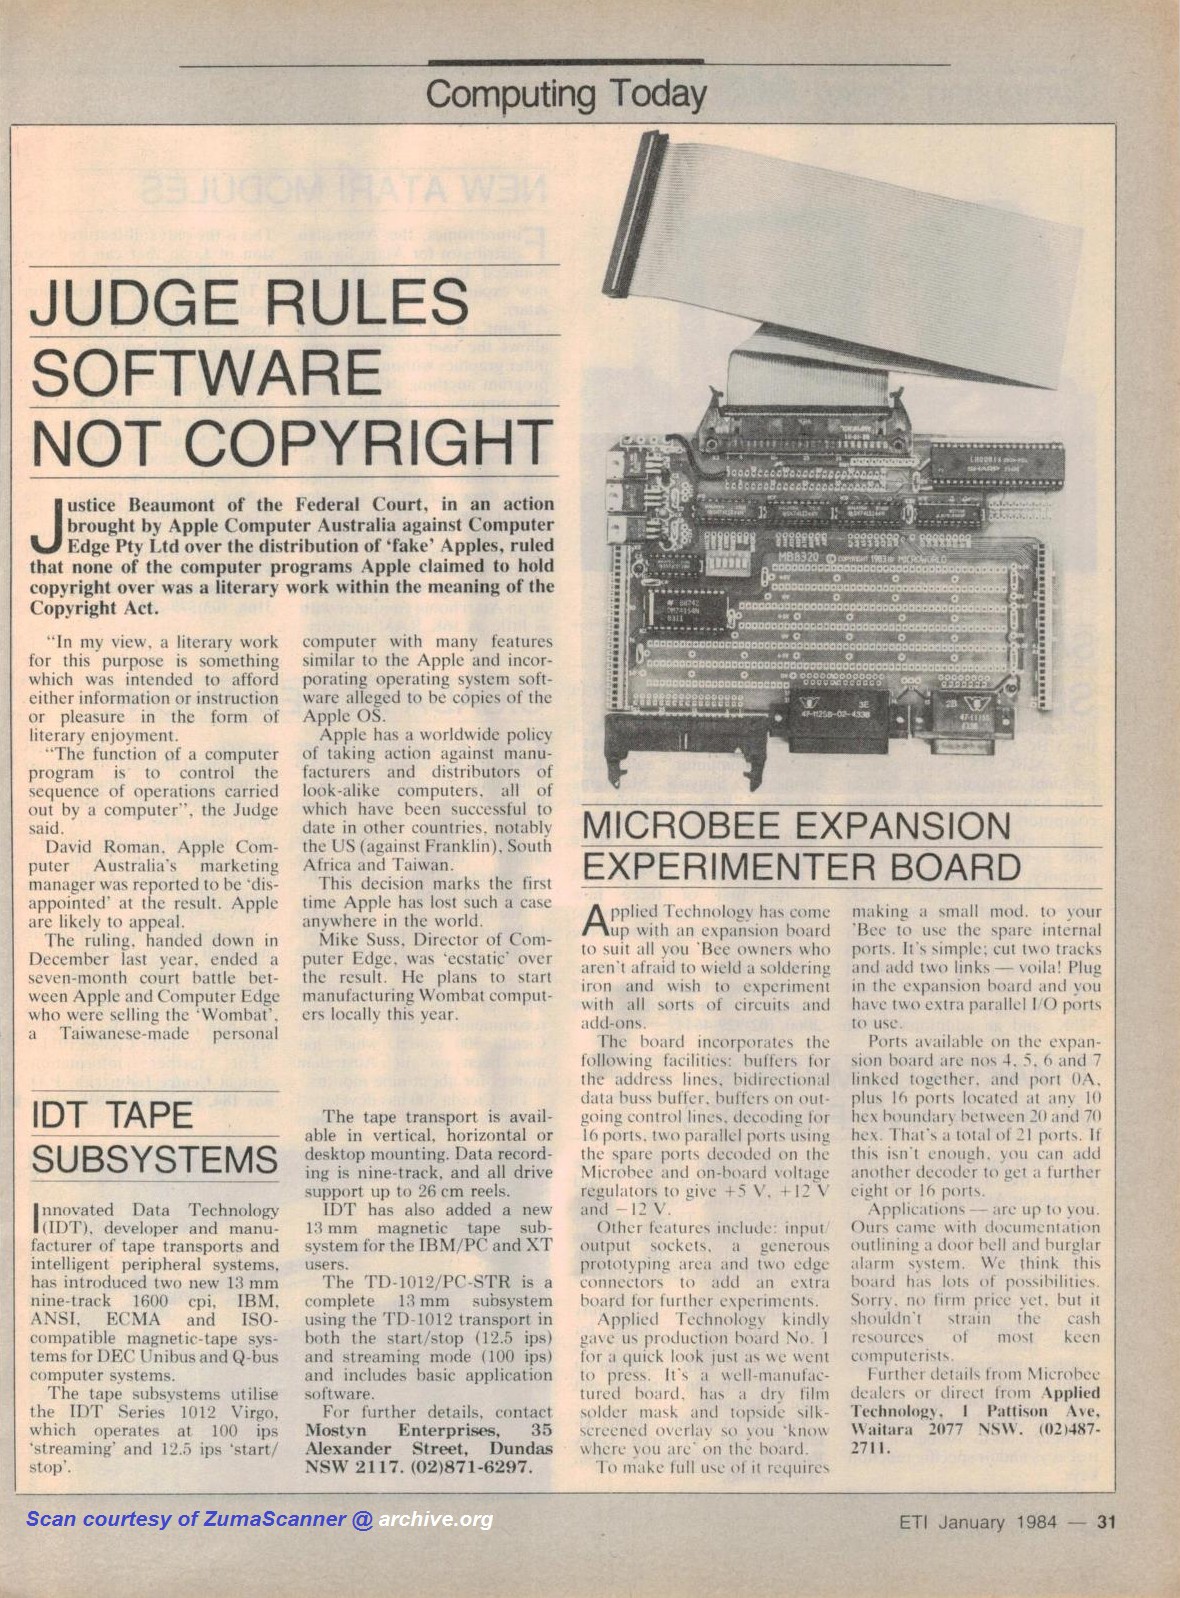 Computing Today
JUDGE RULES
SOFTWARE
NOT COPYRIGHT
Justice Beaumont of the Federal Court, in an action
brought by Apple Computer Australia against Computer
Edge Pty Ltd over the distribution of ‘fake’ Apples, ruled
that none of the computer programs Apple claimed to hold
copyright over was a literary work within the meaning of the
Copyright Act.
“In my view, a literary work
for this purpose is something
which was intended to afford
either information or instruction
or pleasure in the form of
literary enjoyment.
“The function of a computer
program is to control the
sequence of operations carried
out by a computer”, the Judge
said.
David Roman, Apple Com-
puter Australia's marketing
manager was reported to be ‘dis-
appointed’ at the result. Apple
are likely to appeal.
The ruling, handed down in
December last year, ended a
seven-month court battle bet-
ween Apple and Computer Edge
who were selling the ‘Wombat’,
a Taiwanese-made personal
computer with many features
similar to the Apple and incor-
porating operating system soft-
ware alleged to be copies of the
Apple OS.
Apple has a worldwide policy
of taking action against manu-
facturers and distributors of
look-alike computers, all of
which have been successful to
date in other countries, notably
the US (against Franklin), South
Africa and Taiwan.
This decision marks the first
time Apple has lost such a case
anywhere in the world.
Mike Suss, Director of Com-
puter Edge, was ‘ecstatic’ over
the result. He plans to start
manufacturing Wombat comput-
ers locally this year.
IDT TAPE
SUBSYSTEMS
Innovated Data Technology
(IDT), developer and manu-
facturer of tape transports and
intelligent peripheral systems,
has introduced two new 13 mm
nine-track 1600 cpi, IBM,
ANSI, ECMA and ISO-
compatible magnetic-tape sys-
tems for DEC Unibus and Q-bus
computer systems.
The tape subsystems utilise
the IDT Series 1012 Virgo,
which operates at 100 ips
‘streaming’ and 12.5 ips ‘start/
stop’.
The tape transport is avail-
able in vertical, horizontal or
desktop mounting. Data record-
ing is nine-track, and all drive
support up to 26 cm reels.
IDT has also added a new
13 mm magnetic tape sub-
system for the IBM/PC and XT
users.
The TD-1012/PC-STR is a
complete 13 mm subsystem
using the TD-1012 transport in
both the start/stop (12.5 ips)
and streaming mode (100 ips)
and includes basic application
software.
For further details, contact
Mostyn Enterprises, 35
Alexander Street, Dundas
NSW 2117. (02)871-6297.
MB8320 © COPYRIGHT 1983 by MICROWORLD
3E
47-11258-02-433B
2B
MICROBEE EXPANSION
EXPERIMENTER BOARD
Applied Technology has come
up with an expansion board
to suit all you 'Bee owners who
aren't afraid to wield a soldering
iron and wish to experiment
with all sorts of circuits and
add-ons.
The board incorporates the
following facilities: buffers for
the address lines, bidirectional
data buss buffer, buffers on out-
going control lines, decoding for
16 ports, two parallel ports using
the spare ports decoded on the
Microbee and on-board voltage
regulators to give +5 V, +12 V
and −12 V.
Other features include: input/
output sockets, a generous
prototyping area and two edge
connectors to add an extra
board for further experiments.
Applied Technology kindly
gave us production board No. 1
for a quick look just as we went
to press. It's a well-manufac-
tured board, has a dry film
solder mask and topside silk-
screened overlay so you ‘know
where you are’ on the board.
To make full use of it requires
making a small mod. to your
'Bee to use the spare internal
ports. It's simple; cut two tracks
and add two links — voila! Plug
in the expansion board and you
have two extra parallel I/O ports
to use.
Ports available on the expan-
sion board are nos 4, 5, 6 and 7
linked together, and port 0A,
plus 16 ports located at any 10
hex boundary between 20 and 70
hex. That's a total of 21 ports. If
this isn't enough, you can add
another decoder to get a further
eight or 16 ports.
Applications — are up to you.
Ours came with documentation
outlining a door bell and burglar
alarm system. We think this
board has lots of possibilities.
Sorry, no firm price yet, but it
shouldn't strain the cash
resources of most keen
computerists.
Further details from Microbee
dealers or direct from Applied
Technology, 1 Pattison Ave,
Waitara 2077 NSW. (02)487-
2711.
Scan courtesy of ZumaScanner @ archive.org
ETI January 1984 — 31